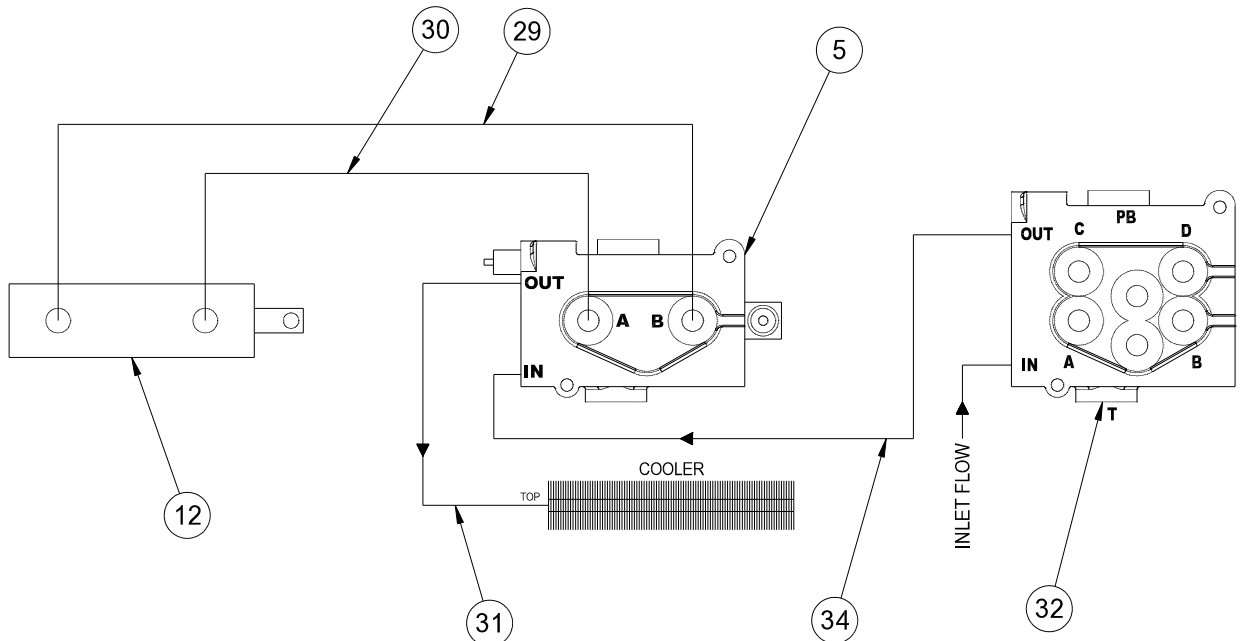 30
29
5
PB
C
D
OUT
OUT
A
B
IN
IN
A
B
T
COOLER
TOP
INLET FLOW
12
31
34
32